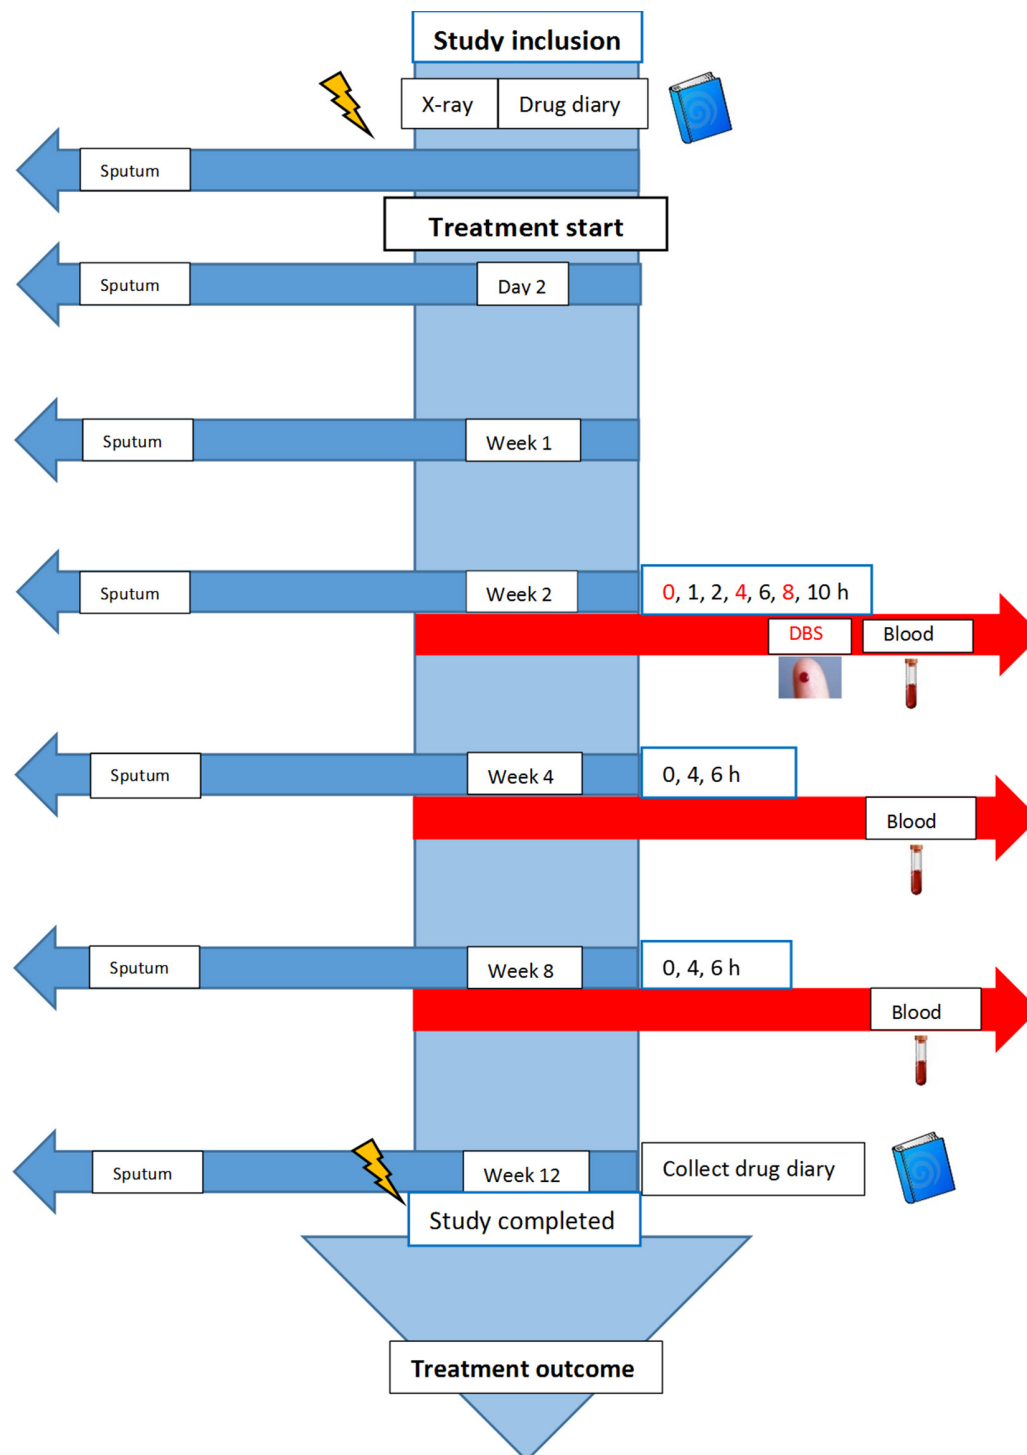 Study inclusion
X-ray Drug diary
Sputum
Treatment start
Sputum Day 2
Sputum Week 1
Sputum Week 2 0, 1, 2, 4, 6, 8, 10 h
DBS Blood
Sputum Week 4 0, 4, 6 h
Blood
Sputum Week 8 0, 4, 6 h
Blood
Sputum Week 12 Collect drug diary
Study completed
Treatment outcome